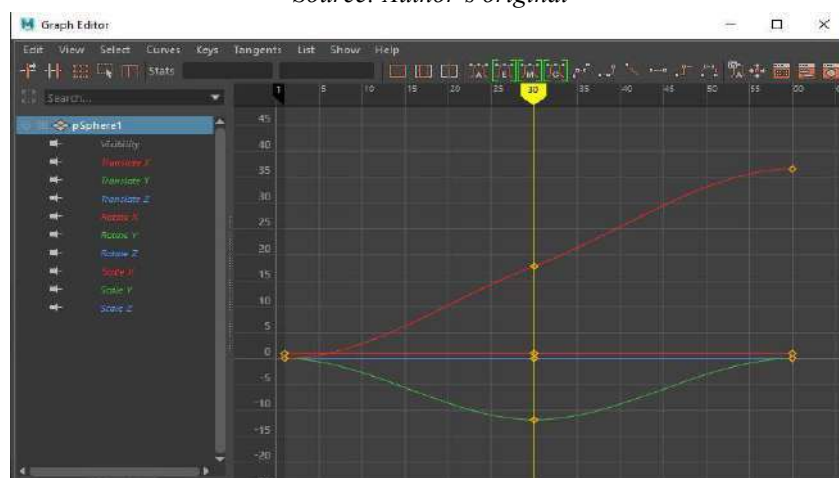 Source: Author's original
Graph Editor
Edit View Select Curves Keys Tangents List Show Help
Stats
Search...
1 5 10 15 20 25 30 35 40 45 50 55
pSphere1
Visibility
Translate X
Translate Y
Translate Z
Rotate X
Rotate Y
Rotate Z
Scale X
Scale Y
Scale Z
45
40
35
30
25
20
15
10
5
0
-5
-10
-15
-20